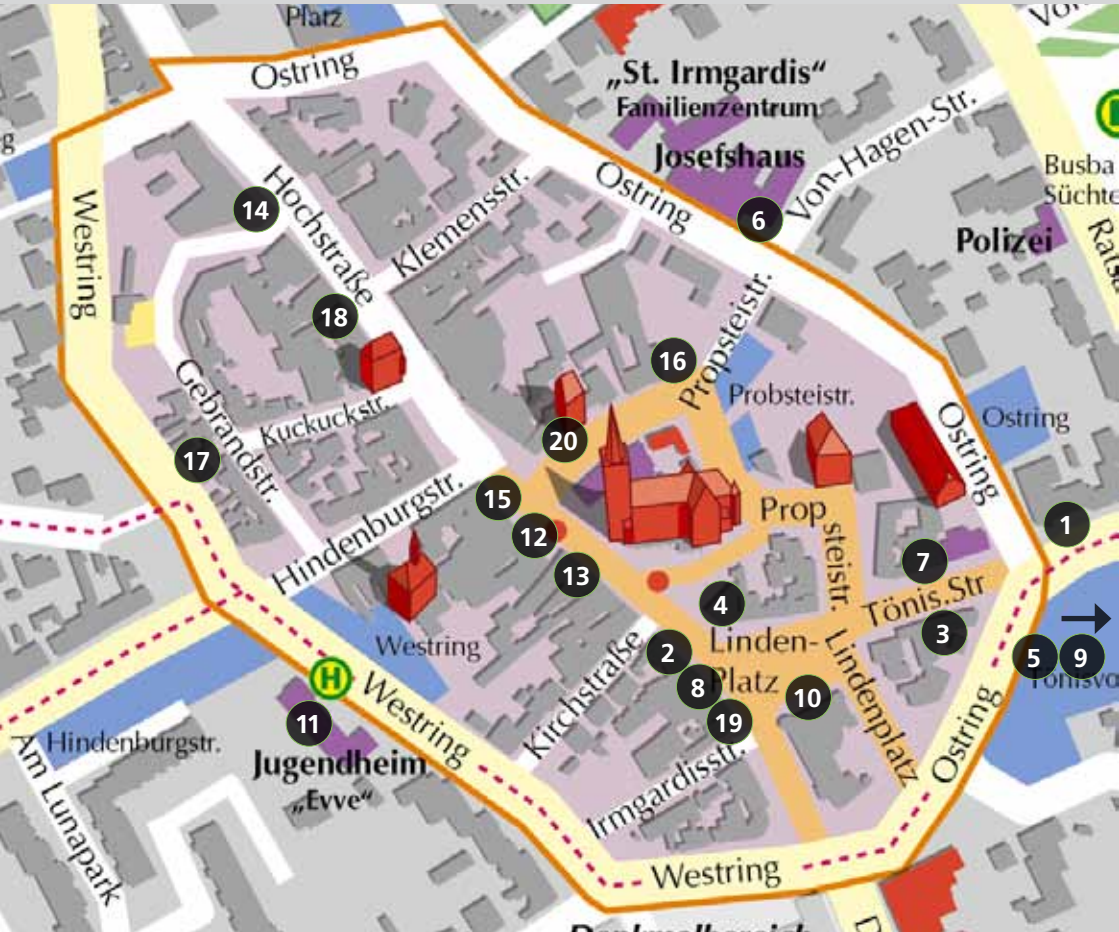 Platz
Ostring
„St. Irmgardis“
Familienzentrum
Josefshaus
Von-Hagen-Str.
Busba
Süchte
Westring
14
Hochstraße
Klemensstr.
Ostring
6
Polizei
Ratsa
18
Propsteistr.
16
Gebrandstr.
Kuckuckstr.
Probsteistr.
Ostring
Ostring
20
17
15
Hindenburgstr.
12
Prop
steistr.
1
13
7
4
Tönis.Str
Westring
2
Linden-
Platz
Lindenplatz
3
5
9
8
10
H
Westring
11
Kirchstraße
19
Ostring
Am Lunapark
Hindenburgstr.
Jugendheim
„Evve“
Irmgardisstr.
Westring